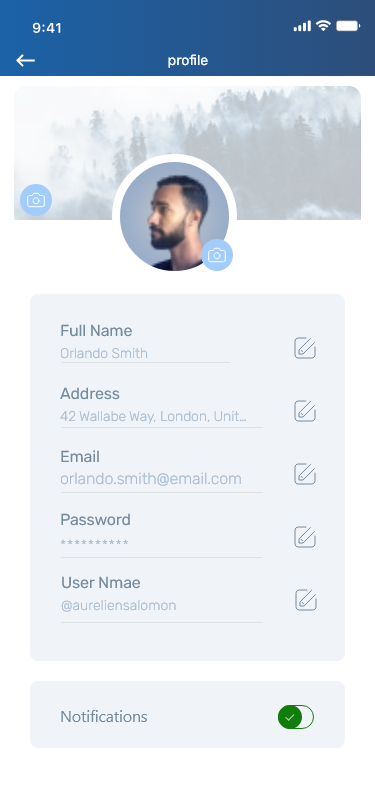 9:41
profile
Full Name
Orlando Smith
Address
42 Wallabe Way, London, Unit...
Email
orlando.smith@email.com
Password
**********
User Nmae
@aureliensalomon
Notifications